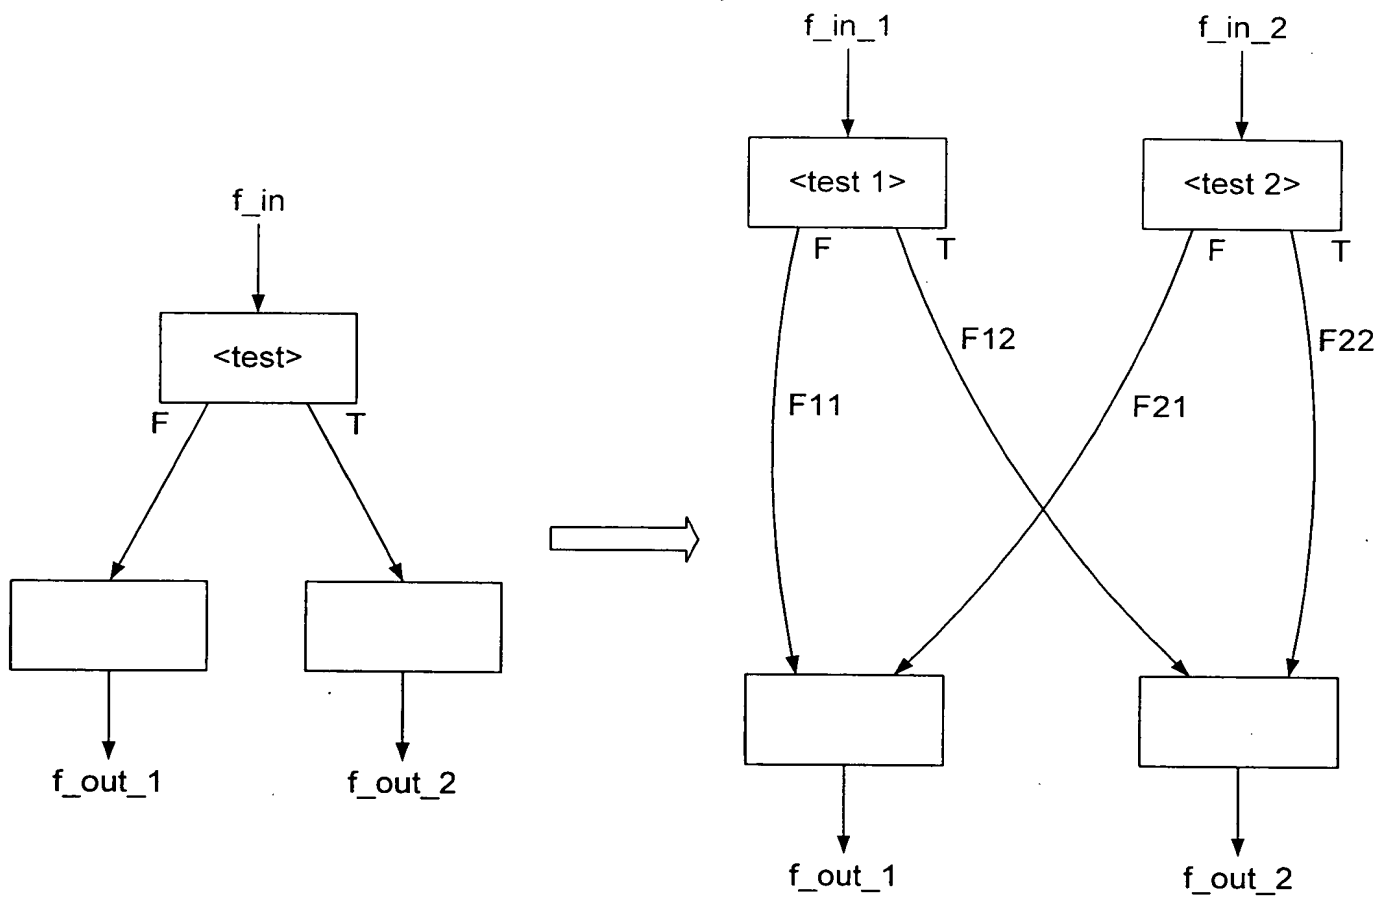 f_in
<test>
F
T
f_out_1
f_out_2
f_in_1
f_in_2
<test 1>
<test 2>
F
T
F
T
F12
F22
F11
F21
f_out_1
f_out_2